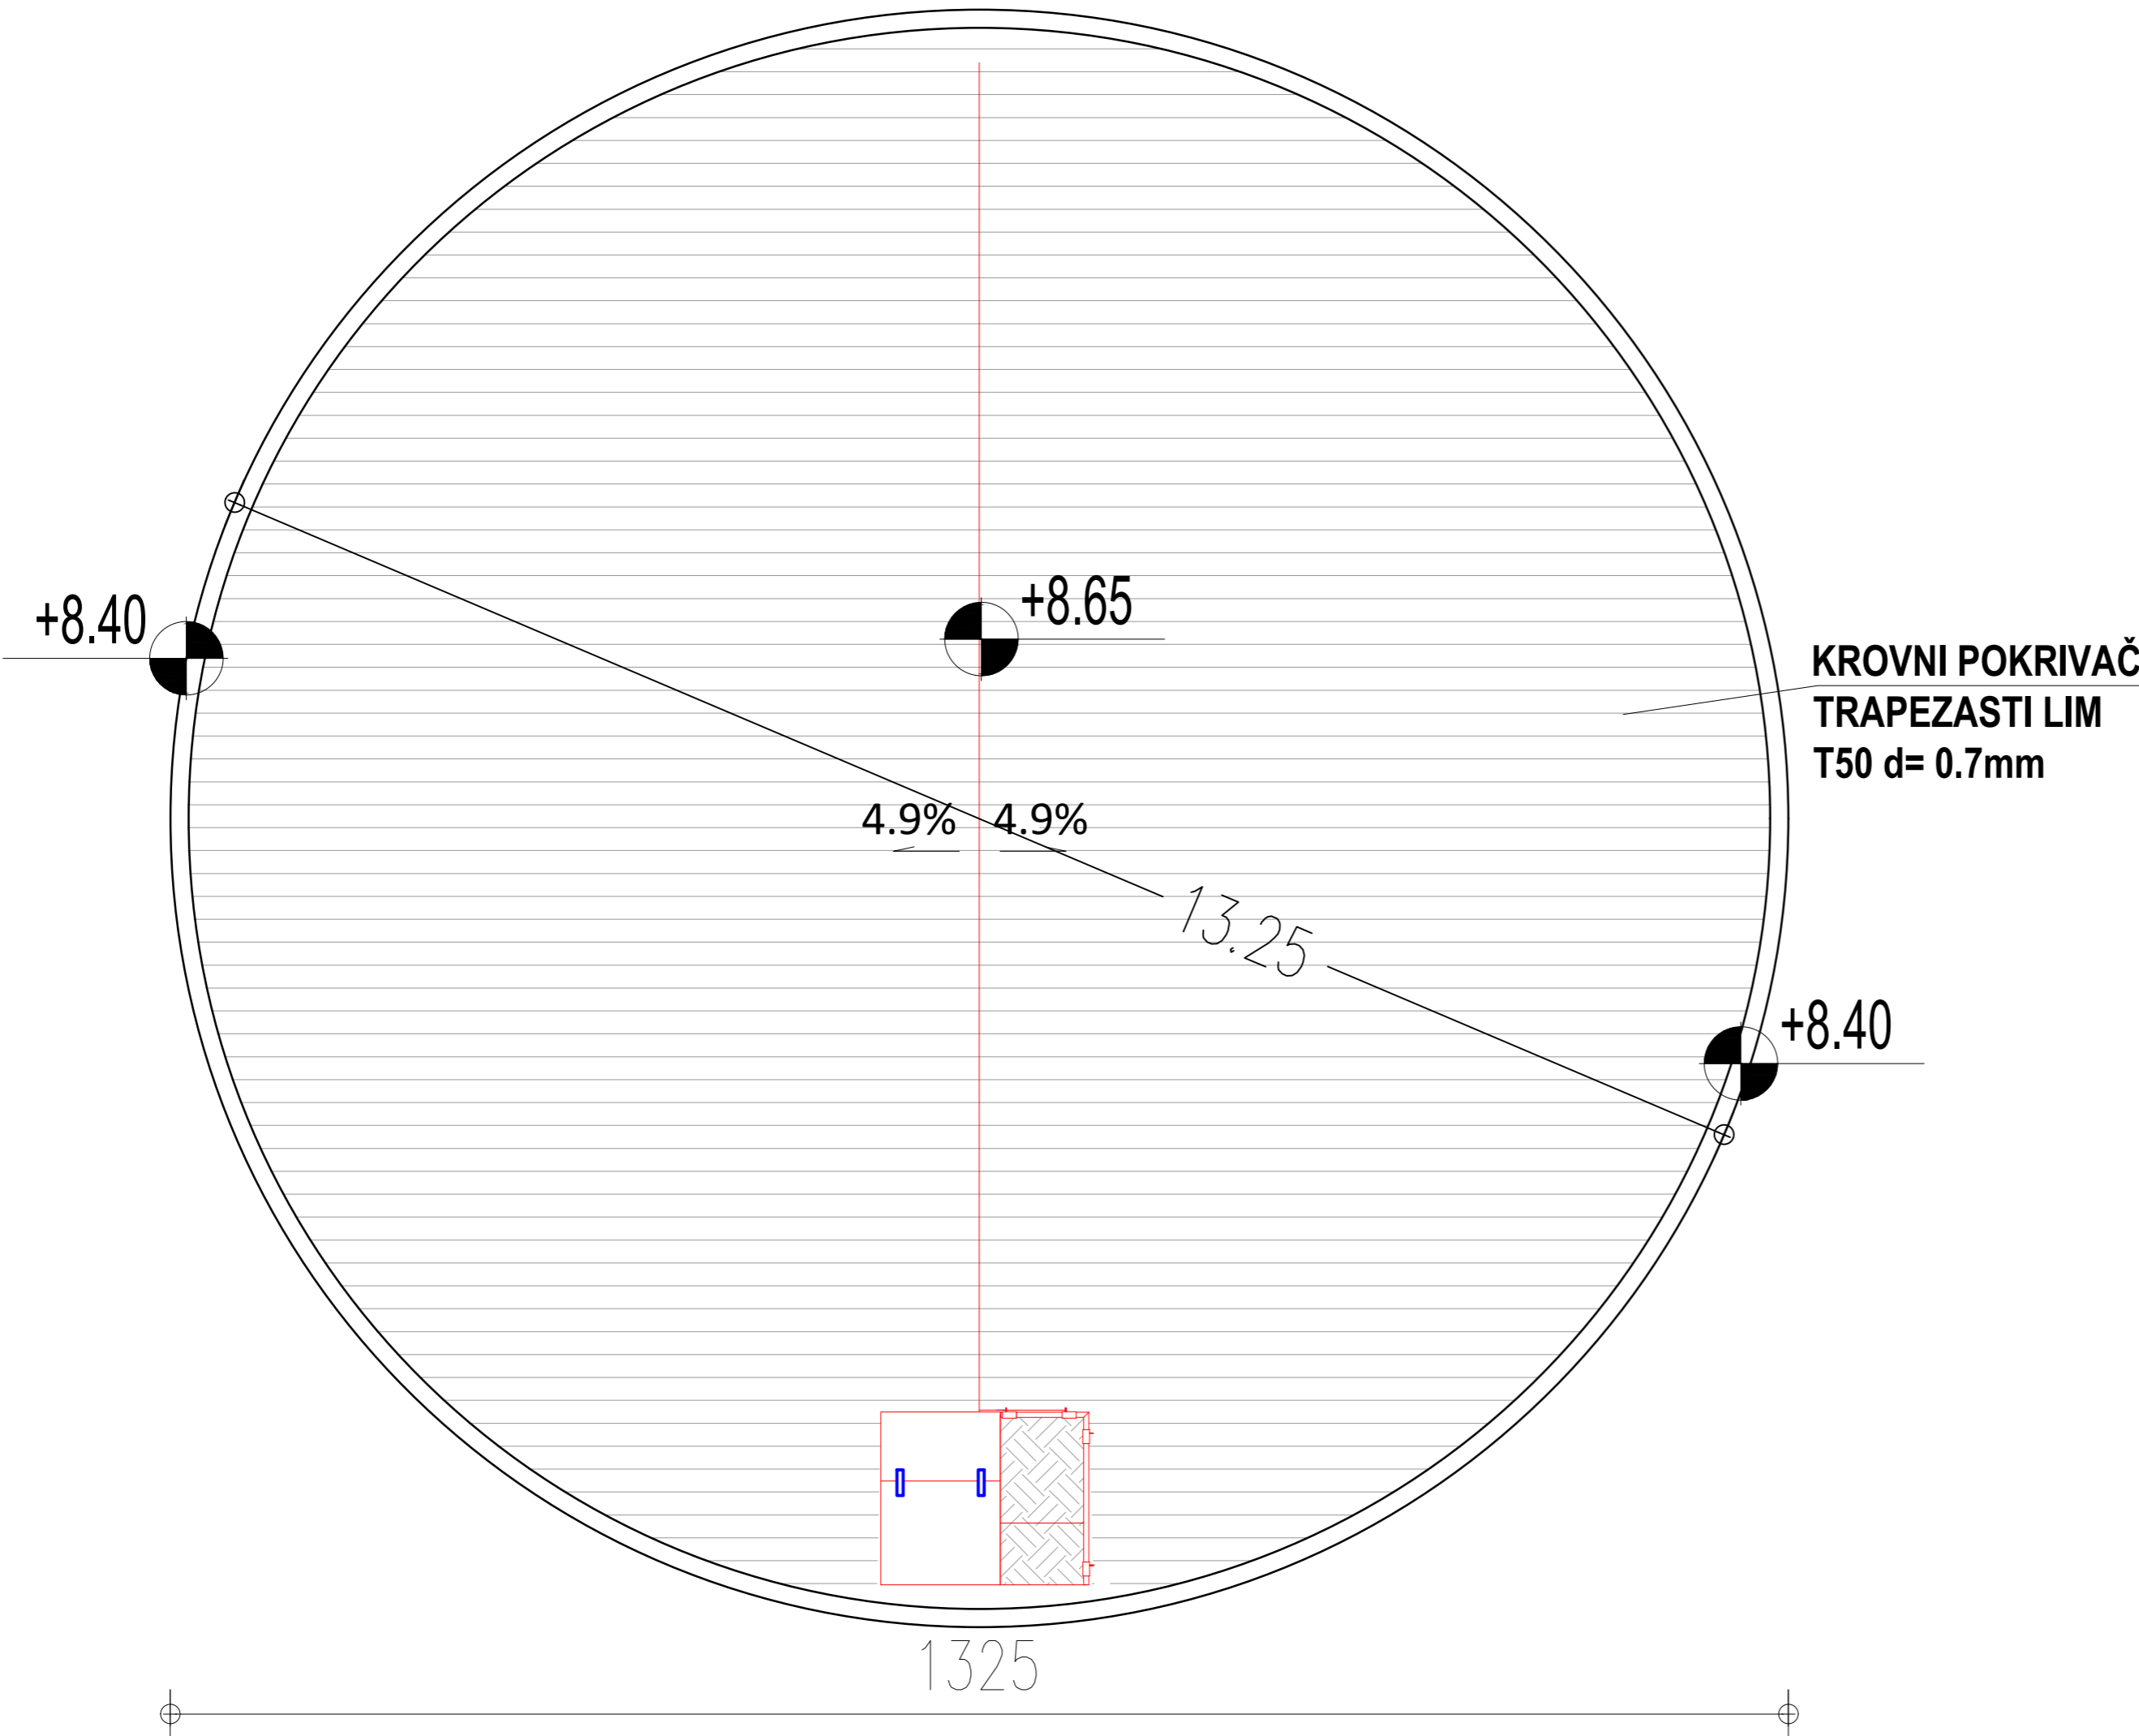 +8.65
+8.40
KROVNI POKRIVAČ
TRAPEZASTI LIM
T50 d= 0.7mm
4.9% 4.9%
13.25
+8.40
1325